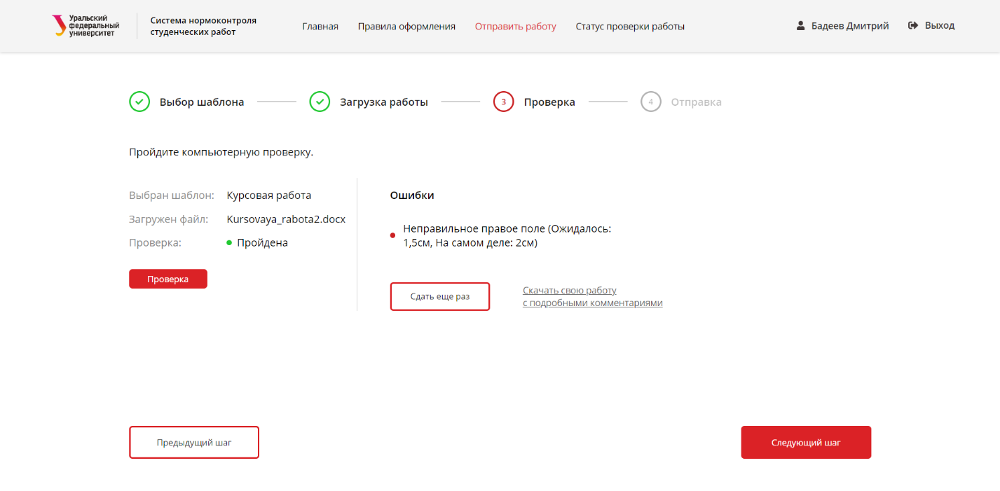 Уральский
федеральный
университет
Система нормоконтроля
студенческих работ
Главная
Правила оформления
Отправить работу
Статус проверки работы
Бадеев Дмитрий
Выход
Выбор шаблона
Загрузка работы
3
Проверка
4
Отправка
Пройдите компьютерную проверку.
Выбран шаблон: Курсовая работа
Загружен файл: Kursovaya_rabota2.docx
Проверка: Пройдена
Проверка
Ошибки
Неправильное правое поле (Ожидалось:
1,5см, На самом деле: 2см)
Сдать еще раз
Скачать свою работу
с подробными комментариями
Предыдущий шаг
Следующий шаг